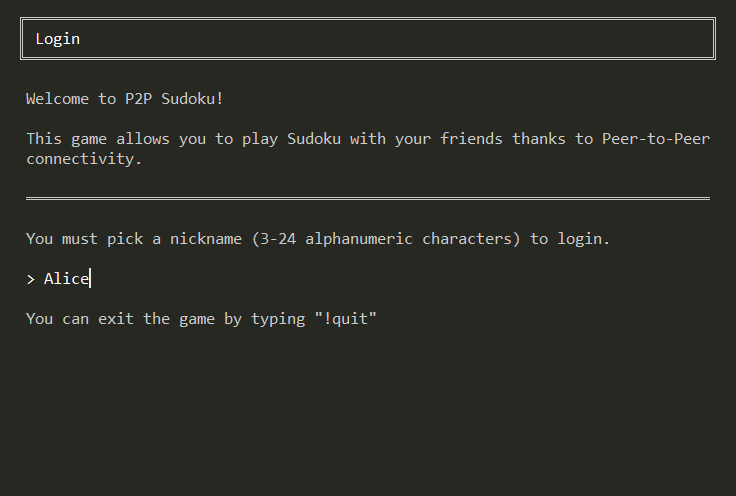 Login
Welcome to P2P Sudoku!
This game allows you to play Sudoku with your friends thanks to Peer-to-Peer
connectivity.
You must pick a nickname (3-24 alphanumeric characters) to login.
> Alice
You can exit the game by typing "!quit"